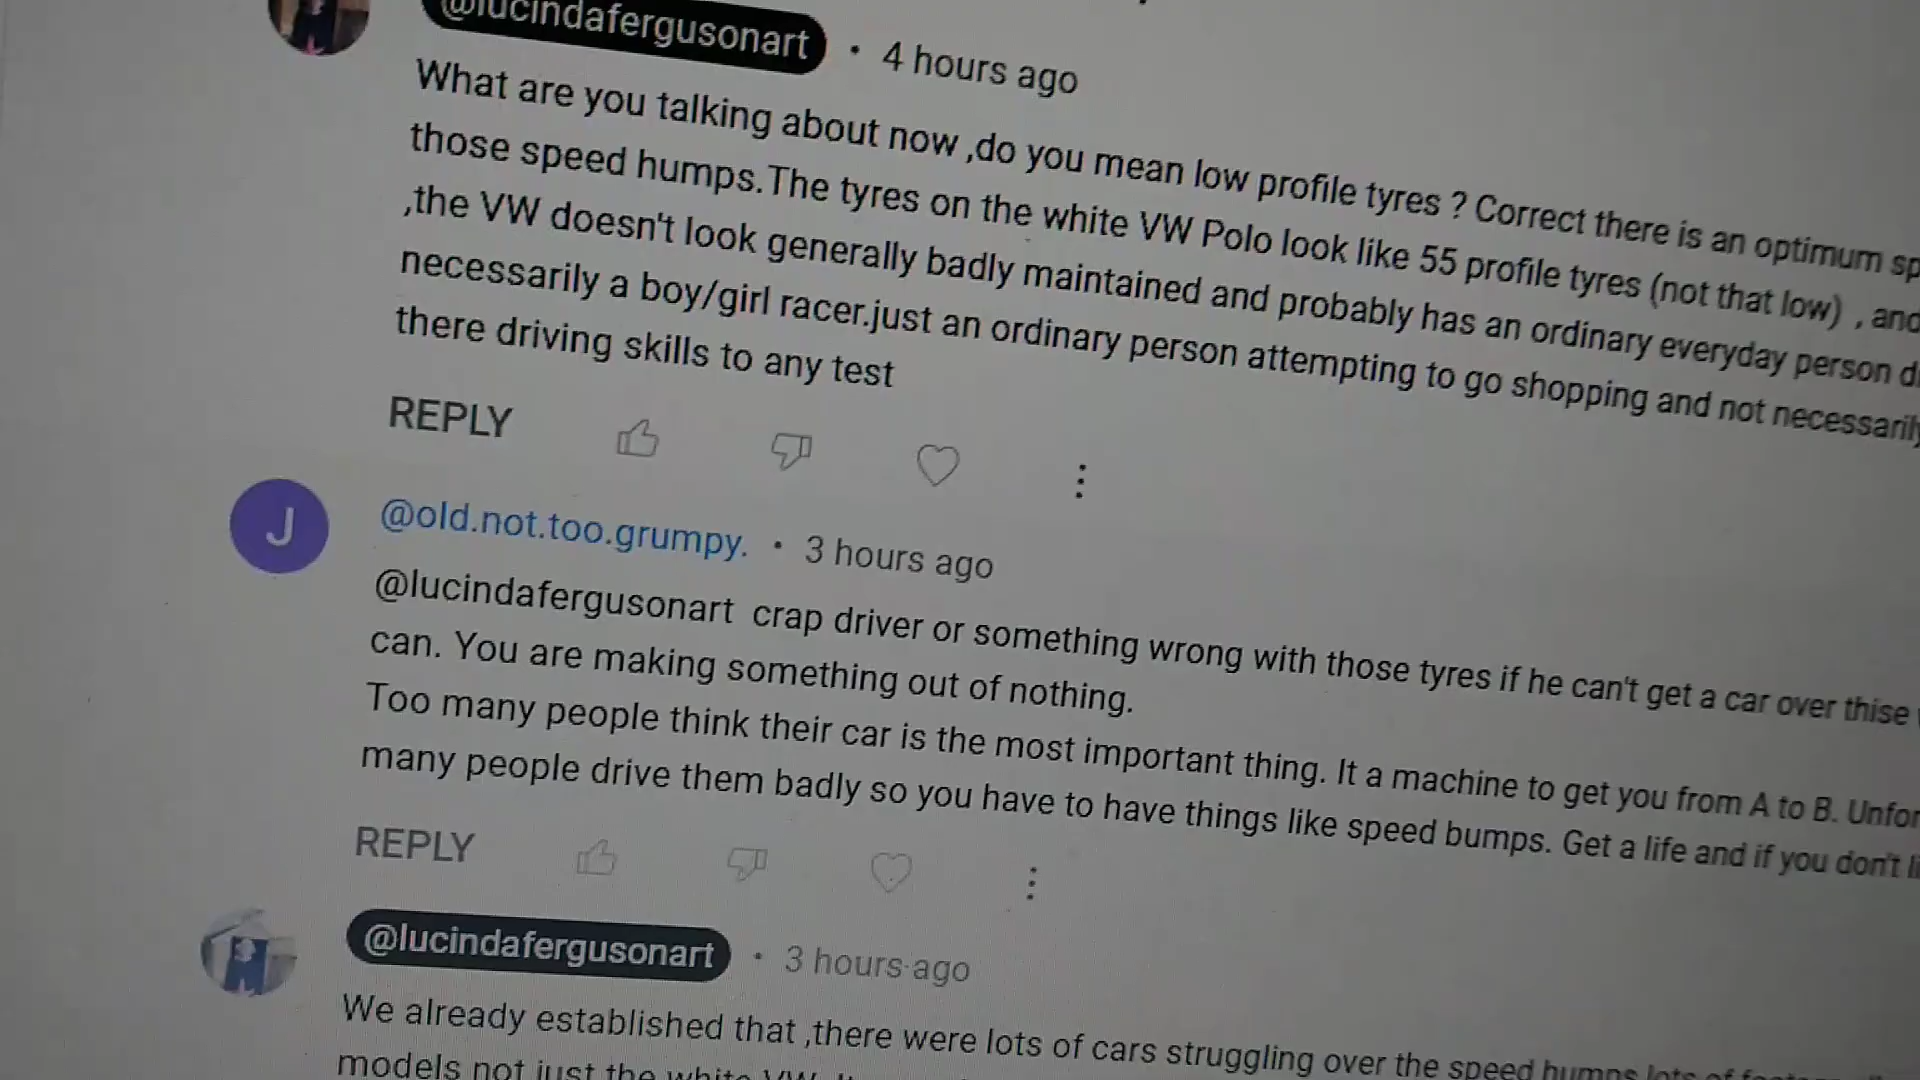 @lucindafergusonart · 4 hours ago
What are you talking about now ,do you mean low profile tyres ? Correct there is an optimum
those speed humps.The tyres on the white VW Polo look like 55 profile tyres (not that low) , and
,the VW doesn't look generally badly maintained and probably has an ordinary everyday person
necessarily a boy/girl racer.just an ordinary person attempting to go shopping and not necessarily
there driving skills to any test
REPLY
J
@old.not.too.grumpy. · 3 hours ago
@lucindafergusonart crap driver or something wrong with those tyres if he can't get a car over thise
can. You are making something out of nothing.
Too many people think their car is the most important thing. It a machine to get you from A to B.
many people drive them badly so you have to have things like speed bumps. Get a life and if you don't
REPLY
@lucindafergusonart · 3 hours ago
We already established that ,there were lots of cars struggling over the speed humps lots of
models not just the white VW